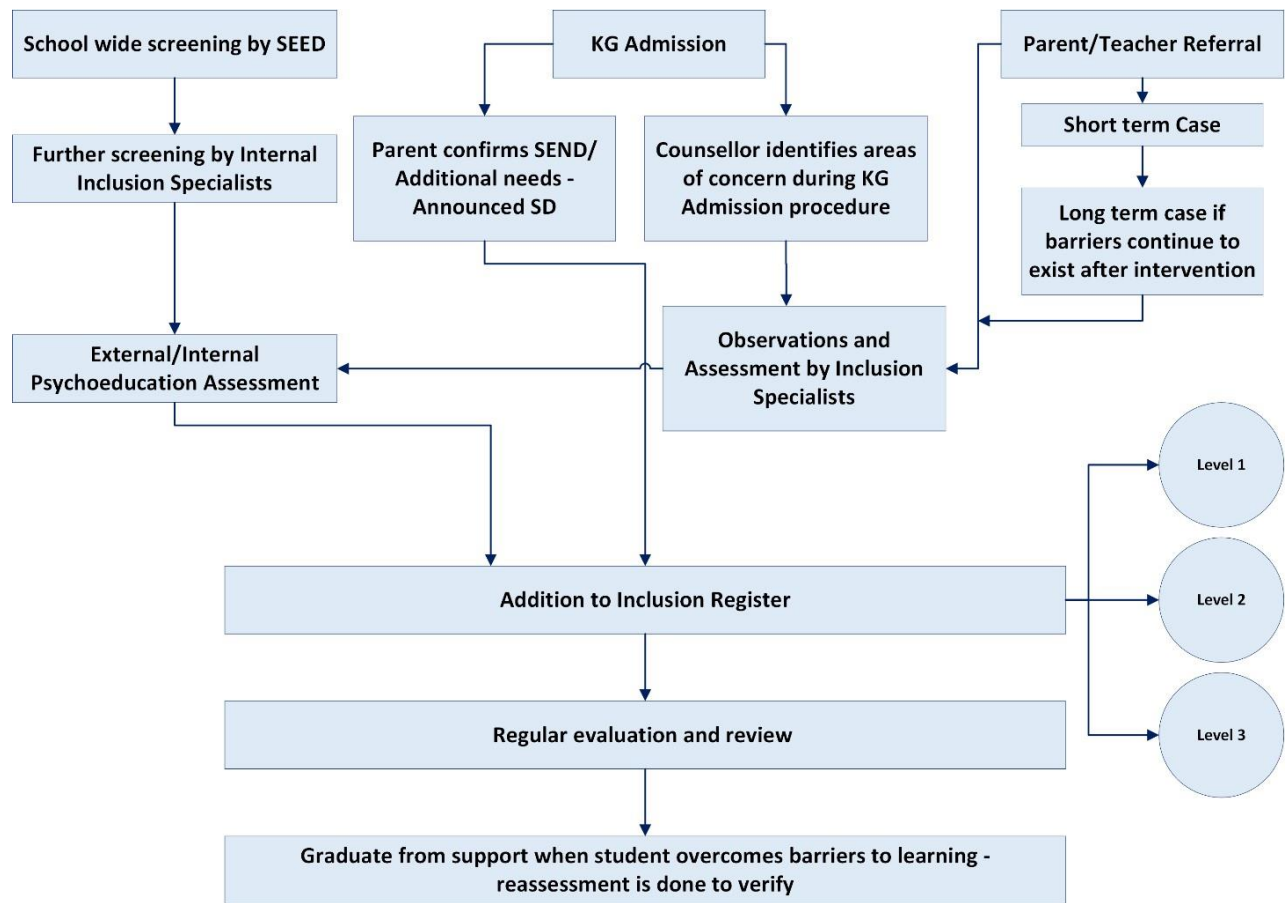 School wide screening by SEED
KG Admission
Parent/Teacher Referral
Short term Case
Further screening by Internal
Inclusion Specialists
Parent confirms SEND/
Additional needs -
Announced SD
Counsellor identifies areas
of concern during KG
Admission procedure
Long term case if
barriers continue to
exist after intervention
External/Internal
Psychoeducation Assessment
Observations and
Assessment by Inclusion
Specialists
Level 1
Addition to Inclusion Register
Level 2
Regular evaluation and review
Level 3
Graduate from support when student overcomes barriers to learning -
reassessment is done to verify